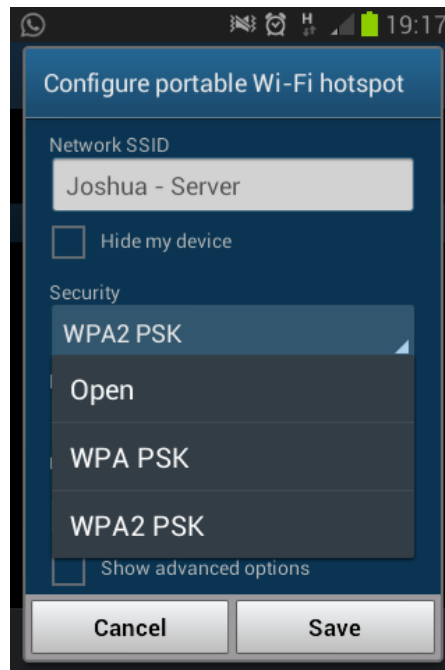 H 19:17
Configure portable Wi-Fi hotspot
Network SSID
Joshua - Server
Hide my device
Security
WPA2 PSK
Open
WPA PSK
WPA2 PSK
Show advanced options
Cancel Save